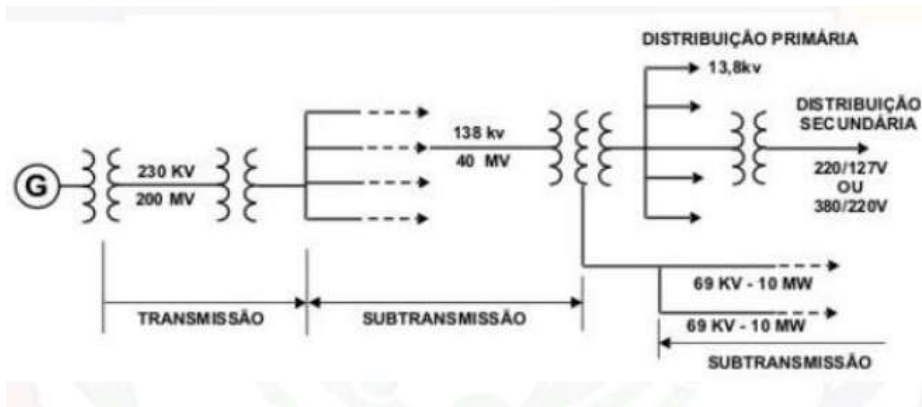 DISTRIBUIÇÃO PRIMÁRIA
13,8kv
DISTRIBUIÇÃO
SECUNDÁRIA
138 kv
40 MV
230 KV
200 MV
G
220/127V
OU
380/220V
69 KV - 10 MW
69 KV - 10 MW
TRANSMISSÃO
SUBTRANSMISSÃO
SUBTRANSMISSÃO